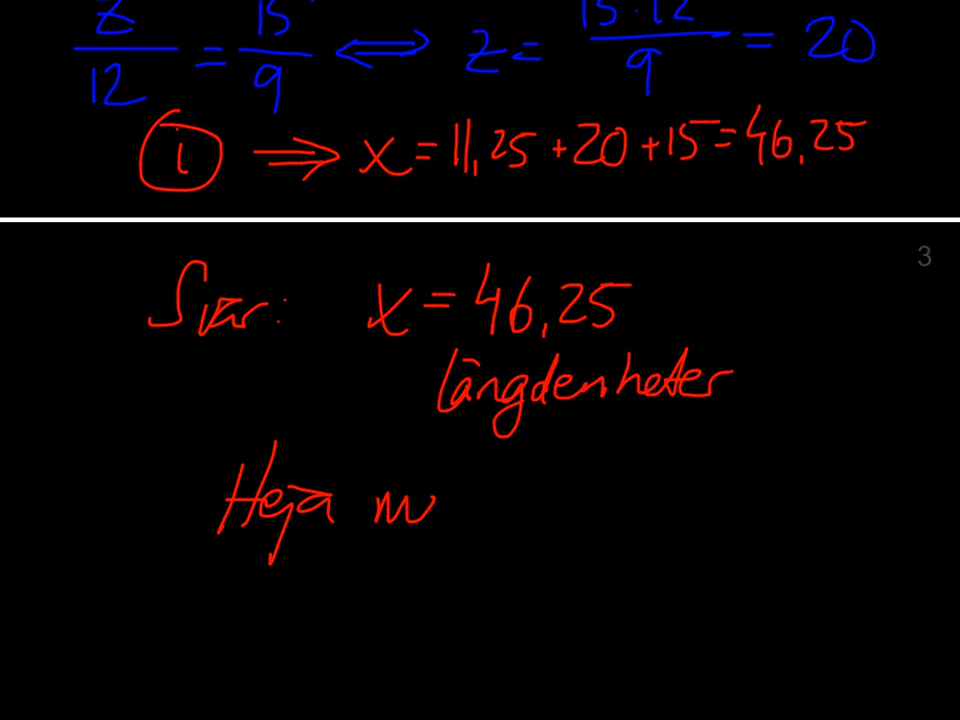 z/12 = 15/9 ⟺ z = 15·12/9 = 20
i ⟹ x = 11,25 + 20 + 15 = 46,25
3
Svar: x = 46,25
längdenheter
Heja m